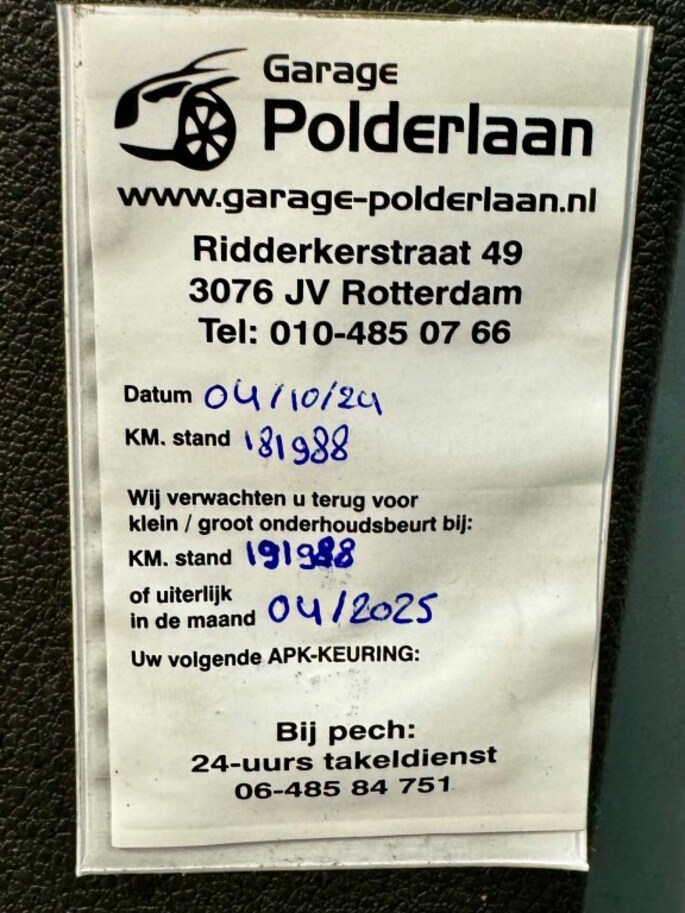 Garage
Polderlaan
www.garage-polderlaan.nl
Ridderkerstraat 49
3076 JV Rotterdam
Tel: 010-485 07 66
Datum 04/10/24
KM. stand 181988
Wij verwachten u terug voor
klein / groot onderhoudsbeurt bij:
KM. stand 191988
of uiterlijk
in de maand 04/2025
Uw volgende APK-KEURING:
Bij pech:
24-uurs takeldienst
06-485 84 751